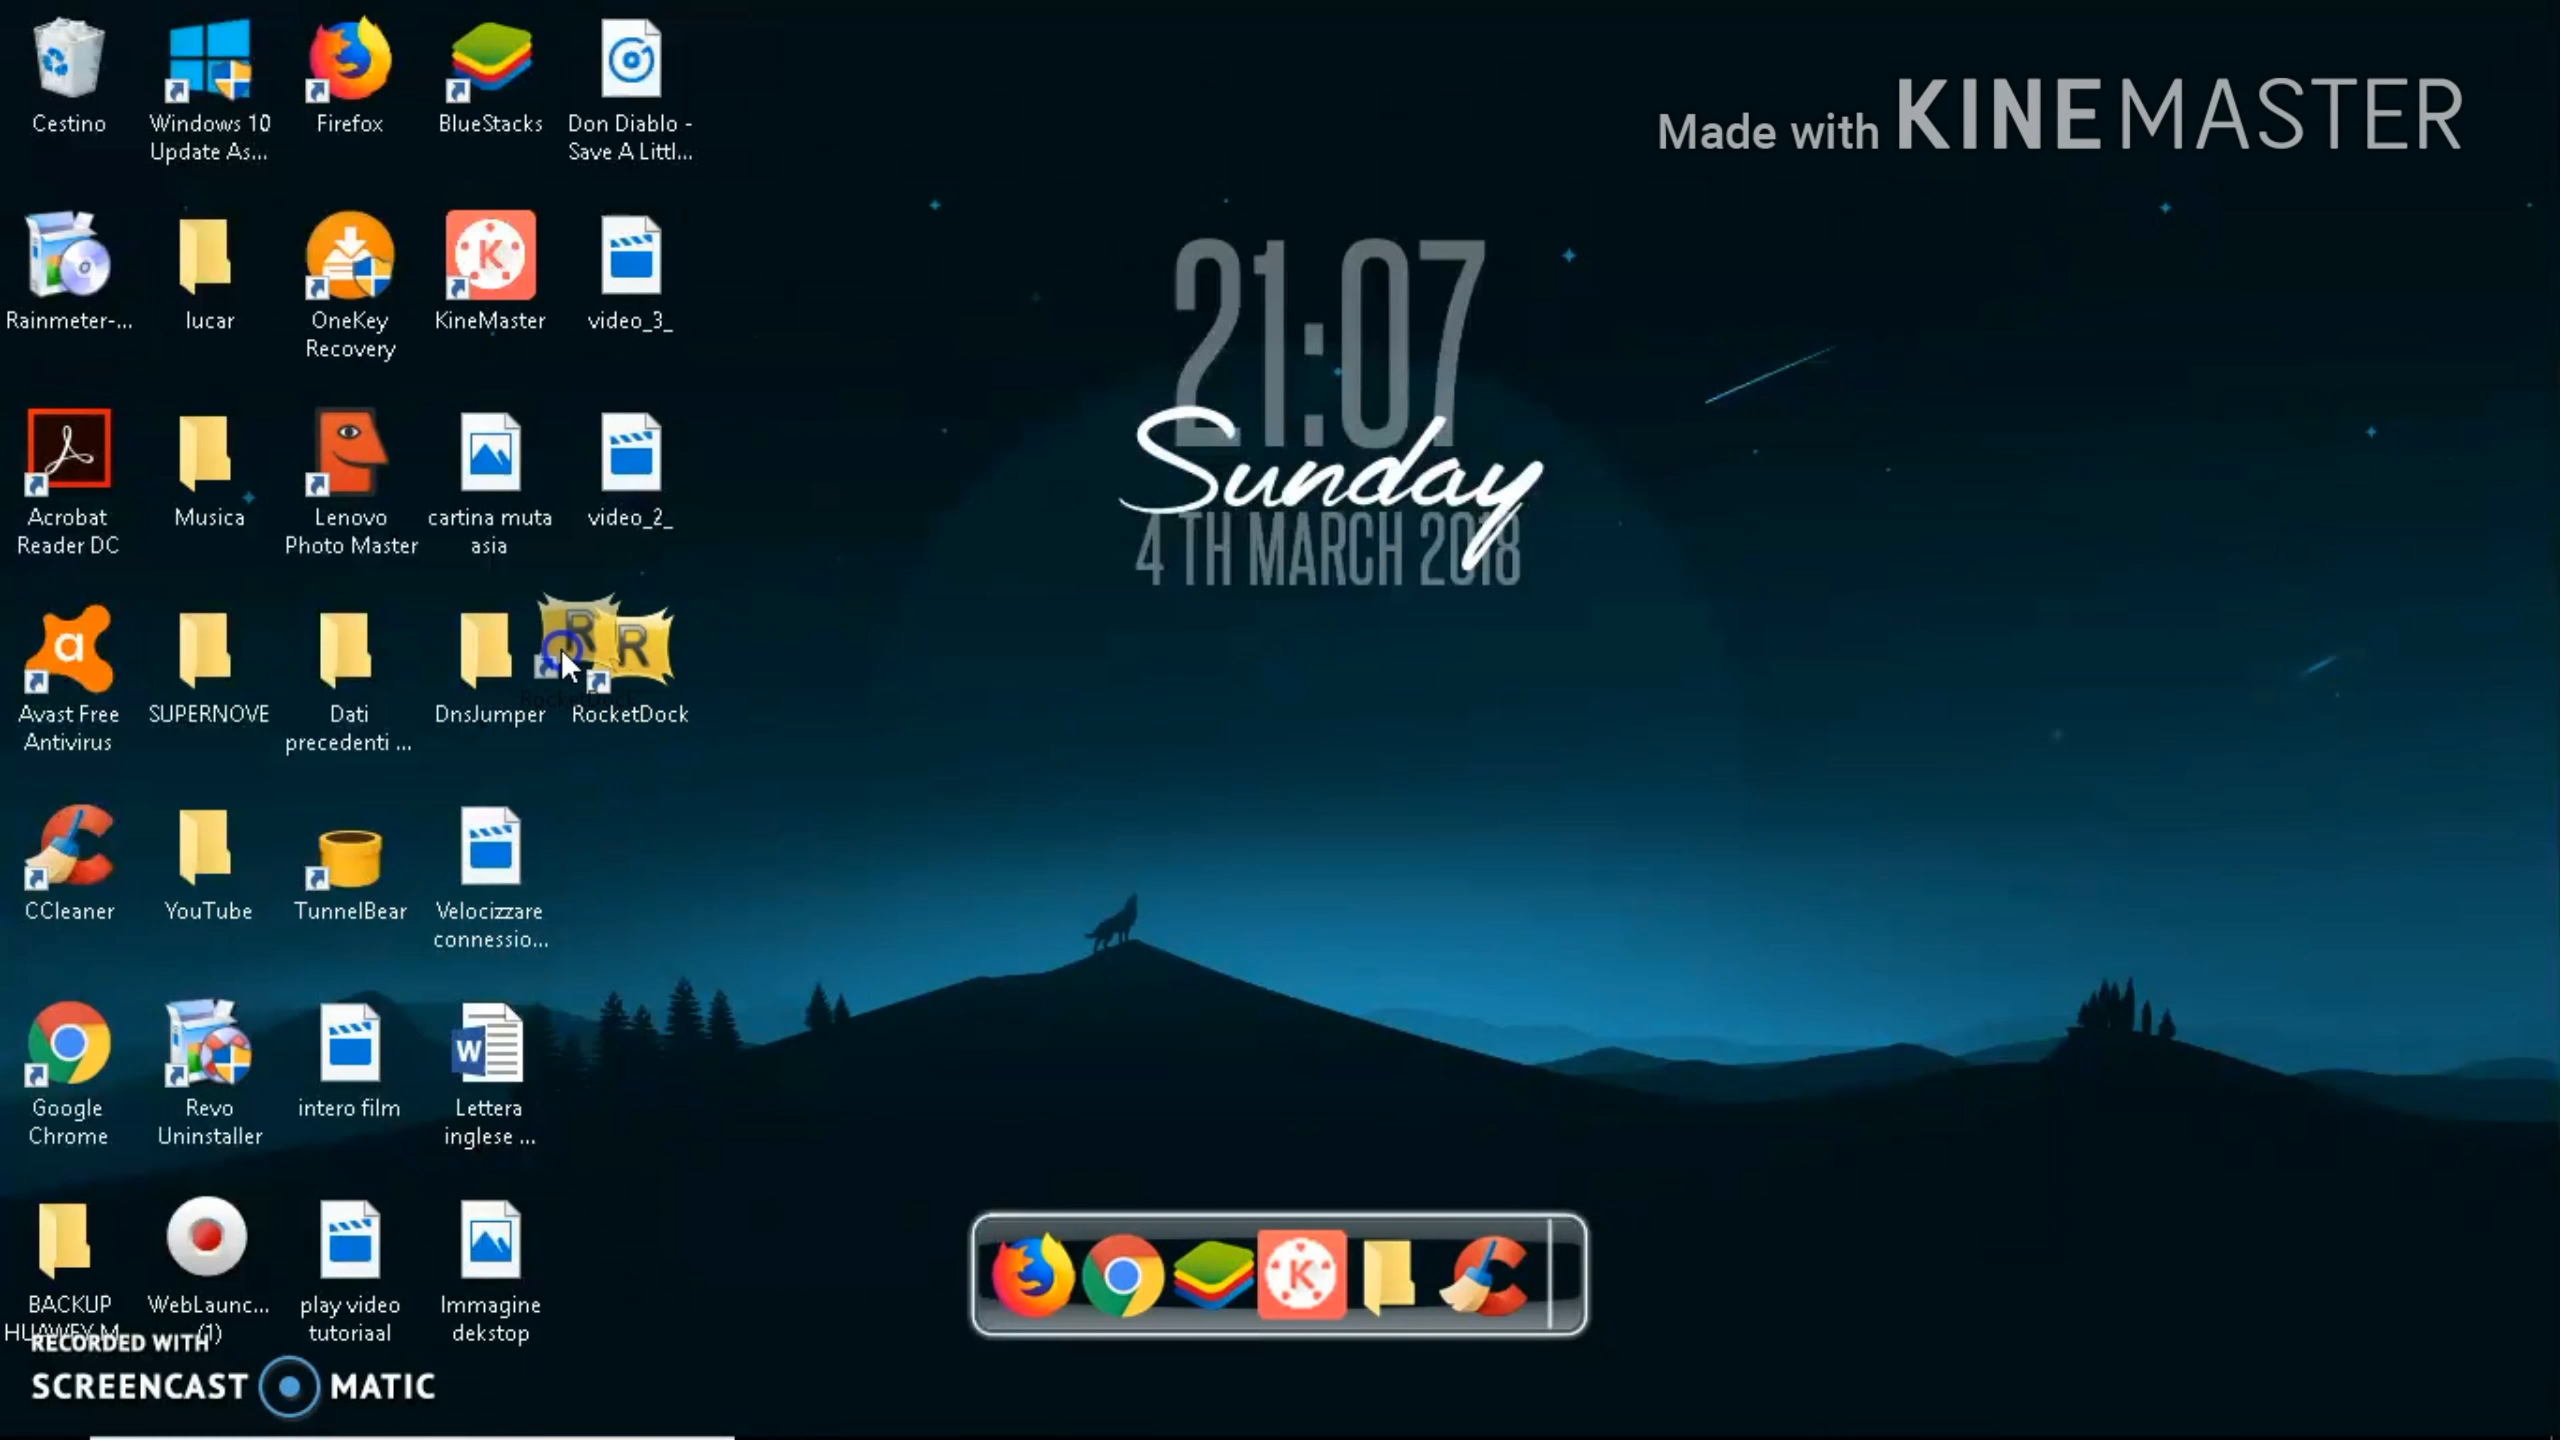 Cestino
Windows 10
Update As...
Firefox
BlueStacks
Don Diablo -
Save A Littl...
Made with KINEMASTER
Rainmeter-...
lucar
OneKey
Recovery
KineMaster
video_3_
21:07
Sunday
4 TH MARCH 2018
Acrobat
Reader DC
Musica
Lenovo
Photo Master
cartina muta
asia
video_2_
Avast Free
Antivirus
SUPERNOVE
Dati
precedenti ...
DnsJumper
RocketDock
CCleaner
YouTube
TunnelBear
Velocizzare
connessio...
Google
Chrome
Revo
Uninstaller
intero film
Lettera
inglese ...
BACKUP
HUAWEY M...
WebLaunc...
(1)
play video
tutoriaal
Immagine
dekstop
RECORDED WITH
SCREENCAST MATIC